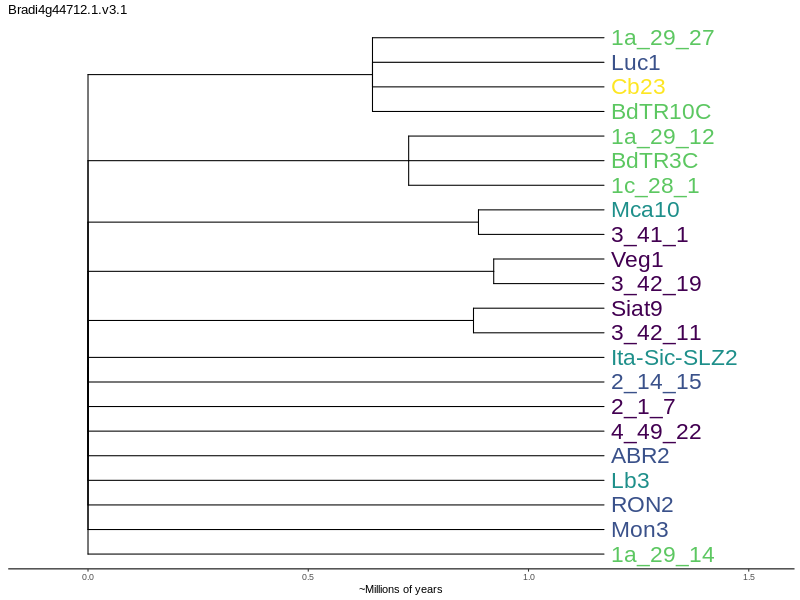 Bradi4g44712.1.v3.1
1a_29_27
Luc1
Cb23
BdTR10C
1a_29_12
BdTR3C
1c_28_1
Mca10
3_41_1
Veg1
3_42_19
Siat9
3_42_11
Ita-Sic-SLZ2
2_14_15
2_1_7
4_49_22
ABR2
Lb3
RON2
Mon3
1a_29_14
0.0 0.5 1.0 1.5
~Millions of years